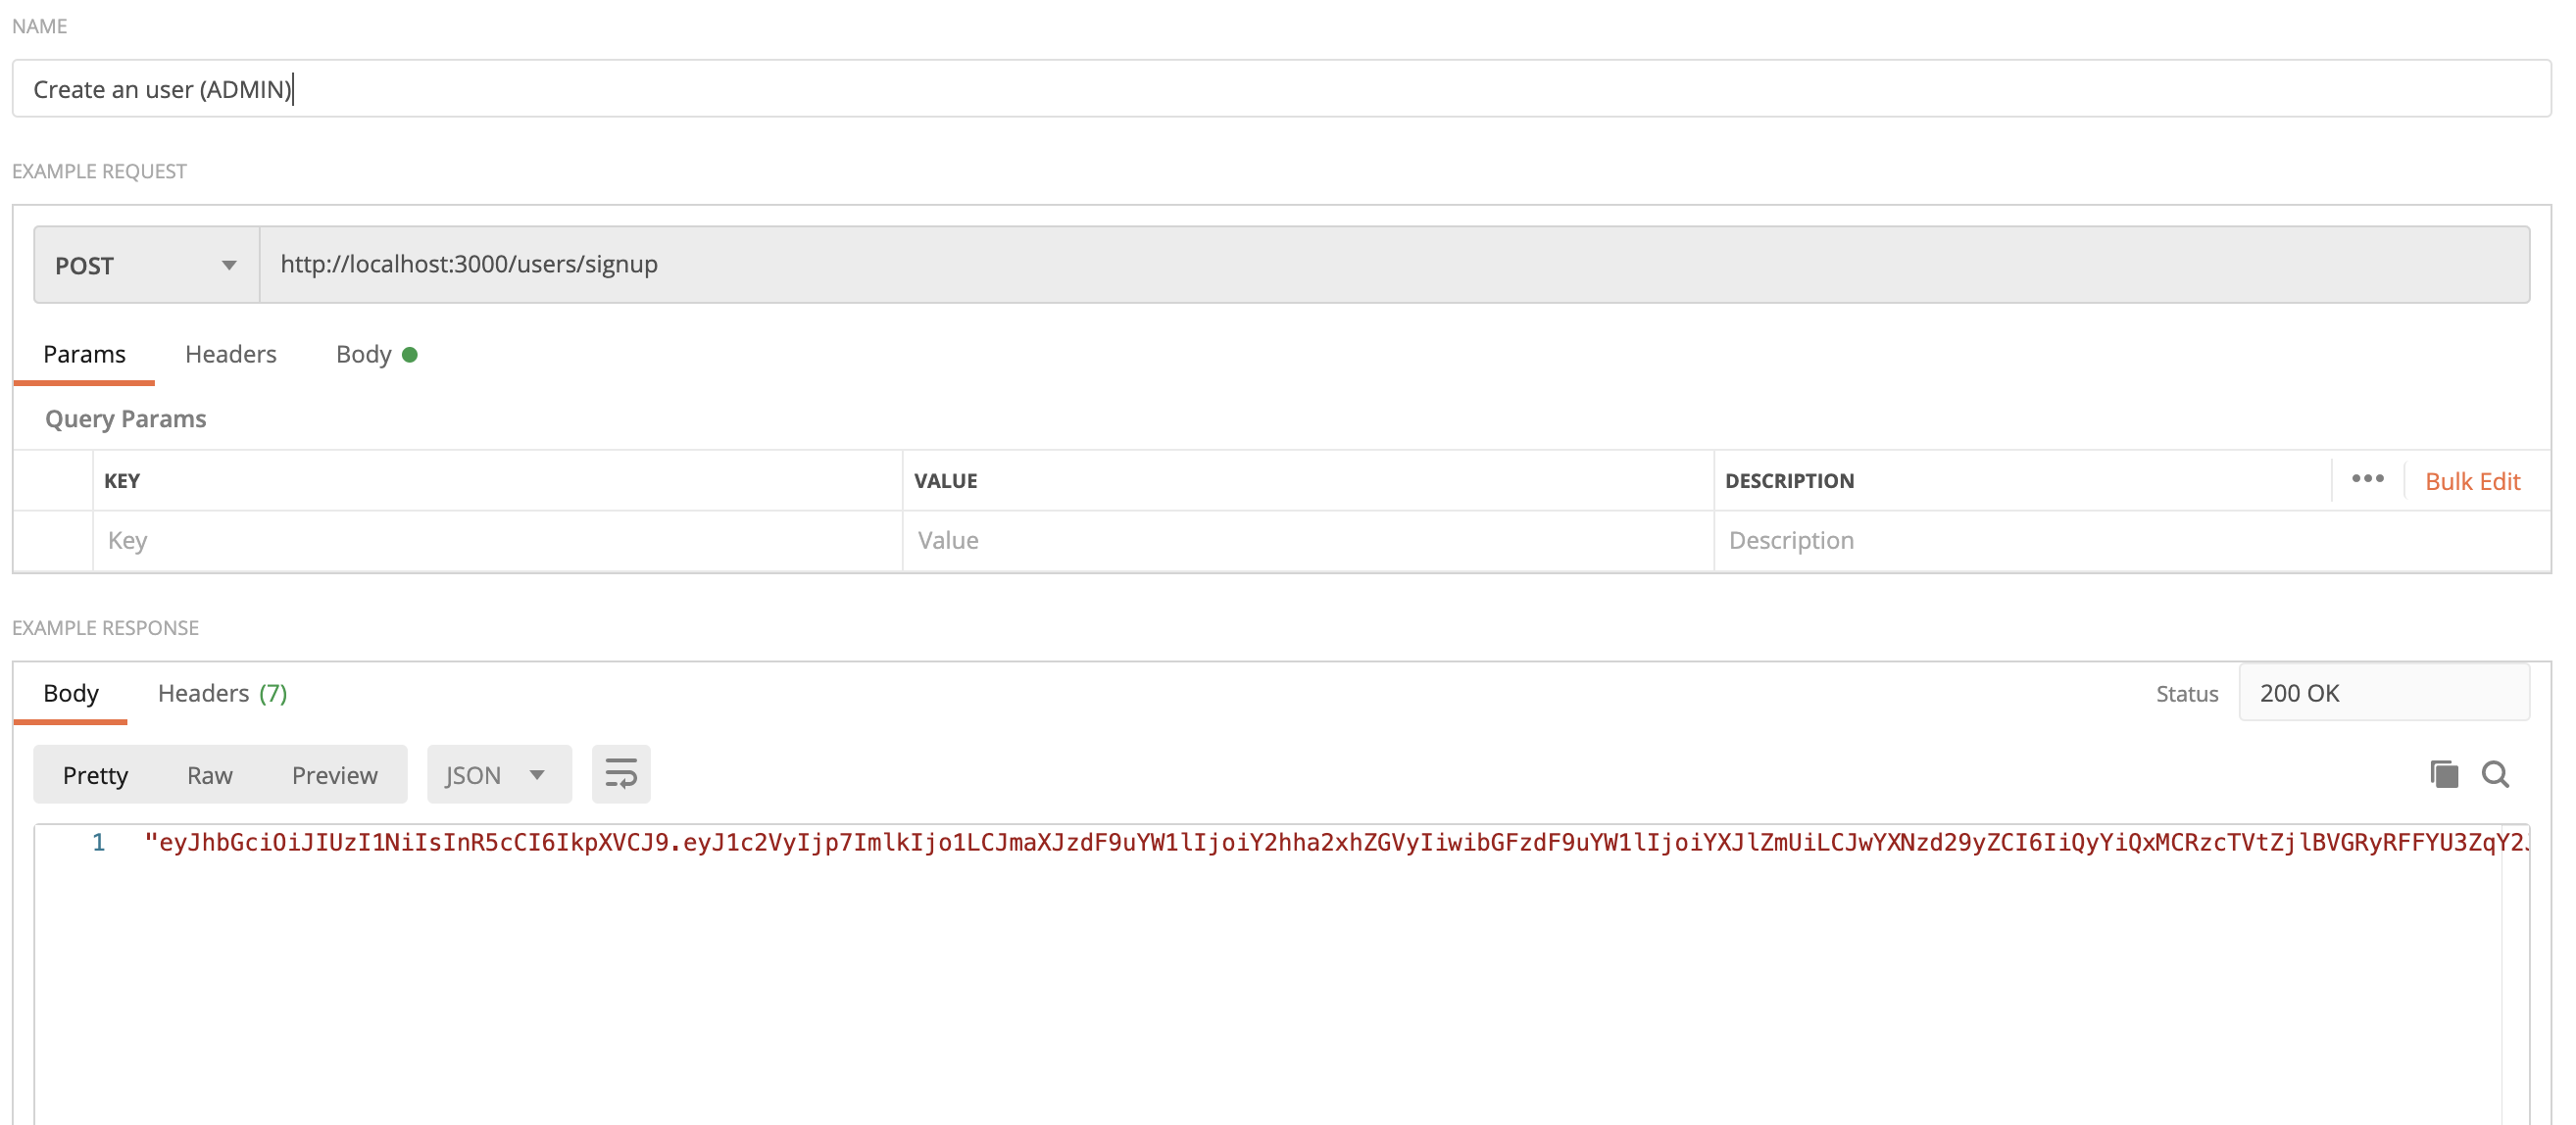 NAME
Create an user (ADMIN)
EXAMPLE REQUEST
POST http://localhost:3000/users/signup
Params Headers Body
Query Params
KEY VALUE DESCRIPTION ••• Bulk Edit
Key Value Description
EXAMPLE RESPONSE
Body Headers (7) Status 200 OK
Pretty Raw Preview JSON
1 "eyJhbGciOiJIUzI1NiIsInR5cCI6IkpXVCJ9.eyJ1c2VyIjp7ImlkIjo1LCJmaXJzdF9uYW1lIjoiY2hha2xhZGVyIiwibGFzdF9uYW1lIjoiYXJlZmUiLCJwYXNzd29yZCI6IiQyYiQxMCRzcTVtZjlBVGRyRFFYU3ZqY2J